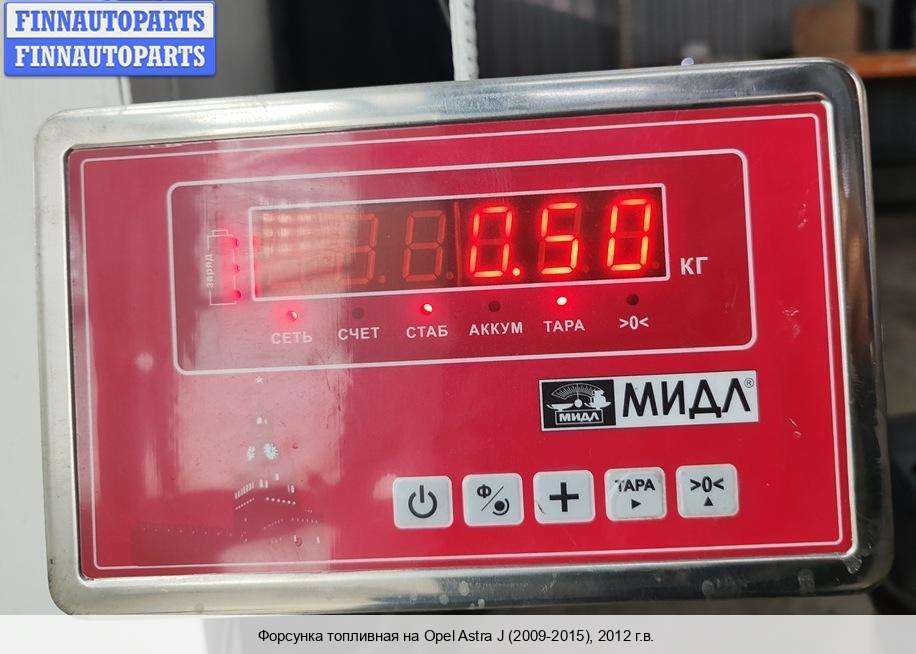 FINNAUTOPARTS
FINNAUTOPARTS
заряд
0.50
КГ
СЕТЬ СЧЕТ СТАБ АККУМ ТАРА >0<
МИДЛ
МИДЛ®
Ф ТАРА >0<
Форсунка топливная на Opel Astra J (2009-2015), 2012 г.в.